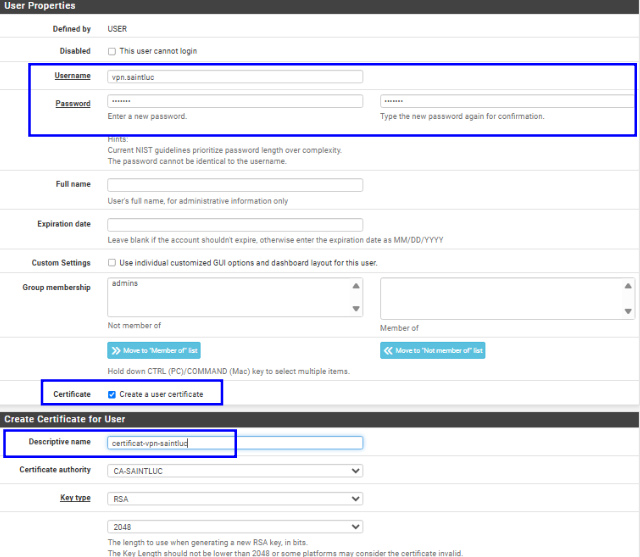 User Properties
Defined by USER
Disabled This user cannot login
Username vpn.saintluc
Password ••••••• •••••••
Enter a new password. Type the new password again for confirmation.
Hints:
Current NIST guidelines prioritize password length over complexity.
The password cannot be identical to the username.
Full name
User's full name, for administrative information only
Expiration date
Leave blank if the account shouldn't expire, otherwise enter the expiration date as MM/DD/YYYY
Custom Settings Use individual customized GUI options and dashboard layout for this user.
Group membership admins
Not member of Member of
Move to "Member of" list Move to "Not member of" list
Hold down CTRL (PC)/COMMAND (Mac) key to select multiple items.
Certificate Create a user certificate
Create Certificate for User
Descriptive name certificat-vpn-saintluc
Certificate authority CA-SAINTLUC
Key type RSA
2048
The length to use when generating a new RSA key, in bits.
The Key Length should not be lower than 2048 or some platforms may consider the certificate invalid.